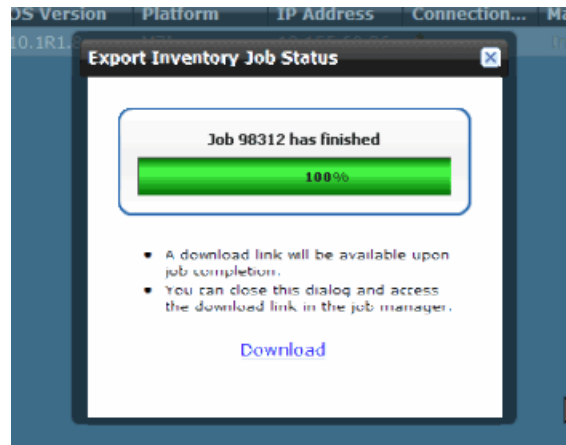 OS Version Platform IP Address Connection...
10.1R1.
Export Inventory Job Status
Job 98312 has finished
100%
• A download link will be available upon
job completion.
• You can close this dialog and access
the download link in the job manager.
Download